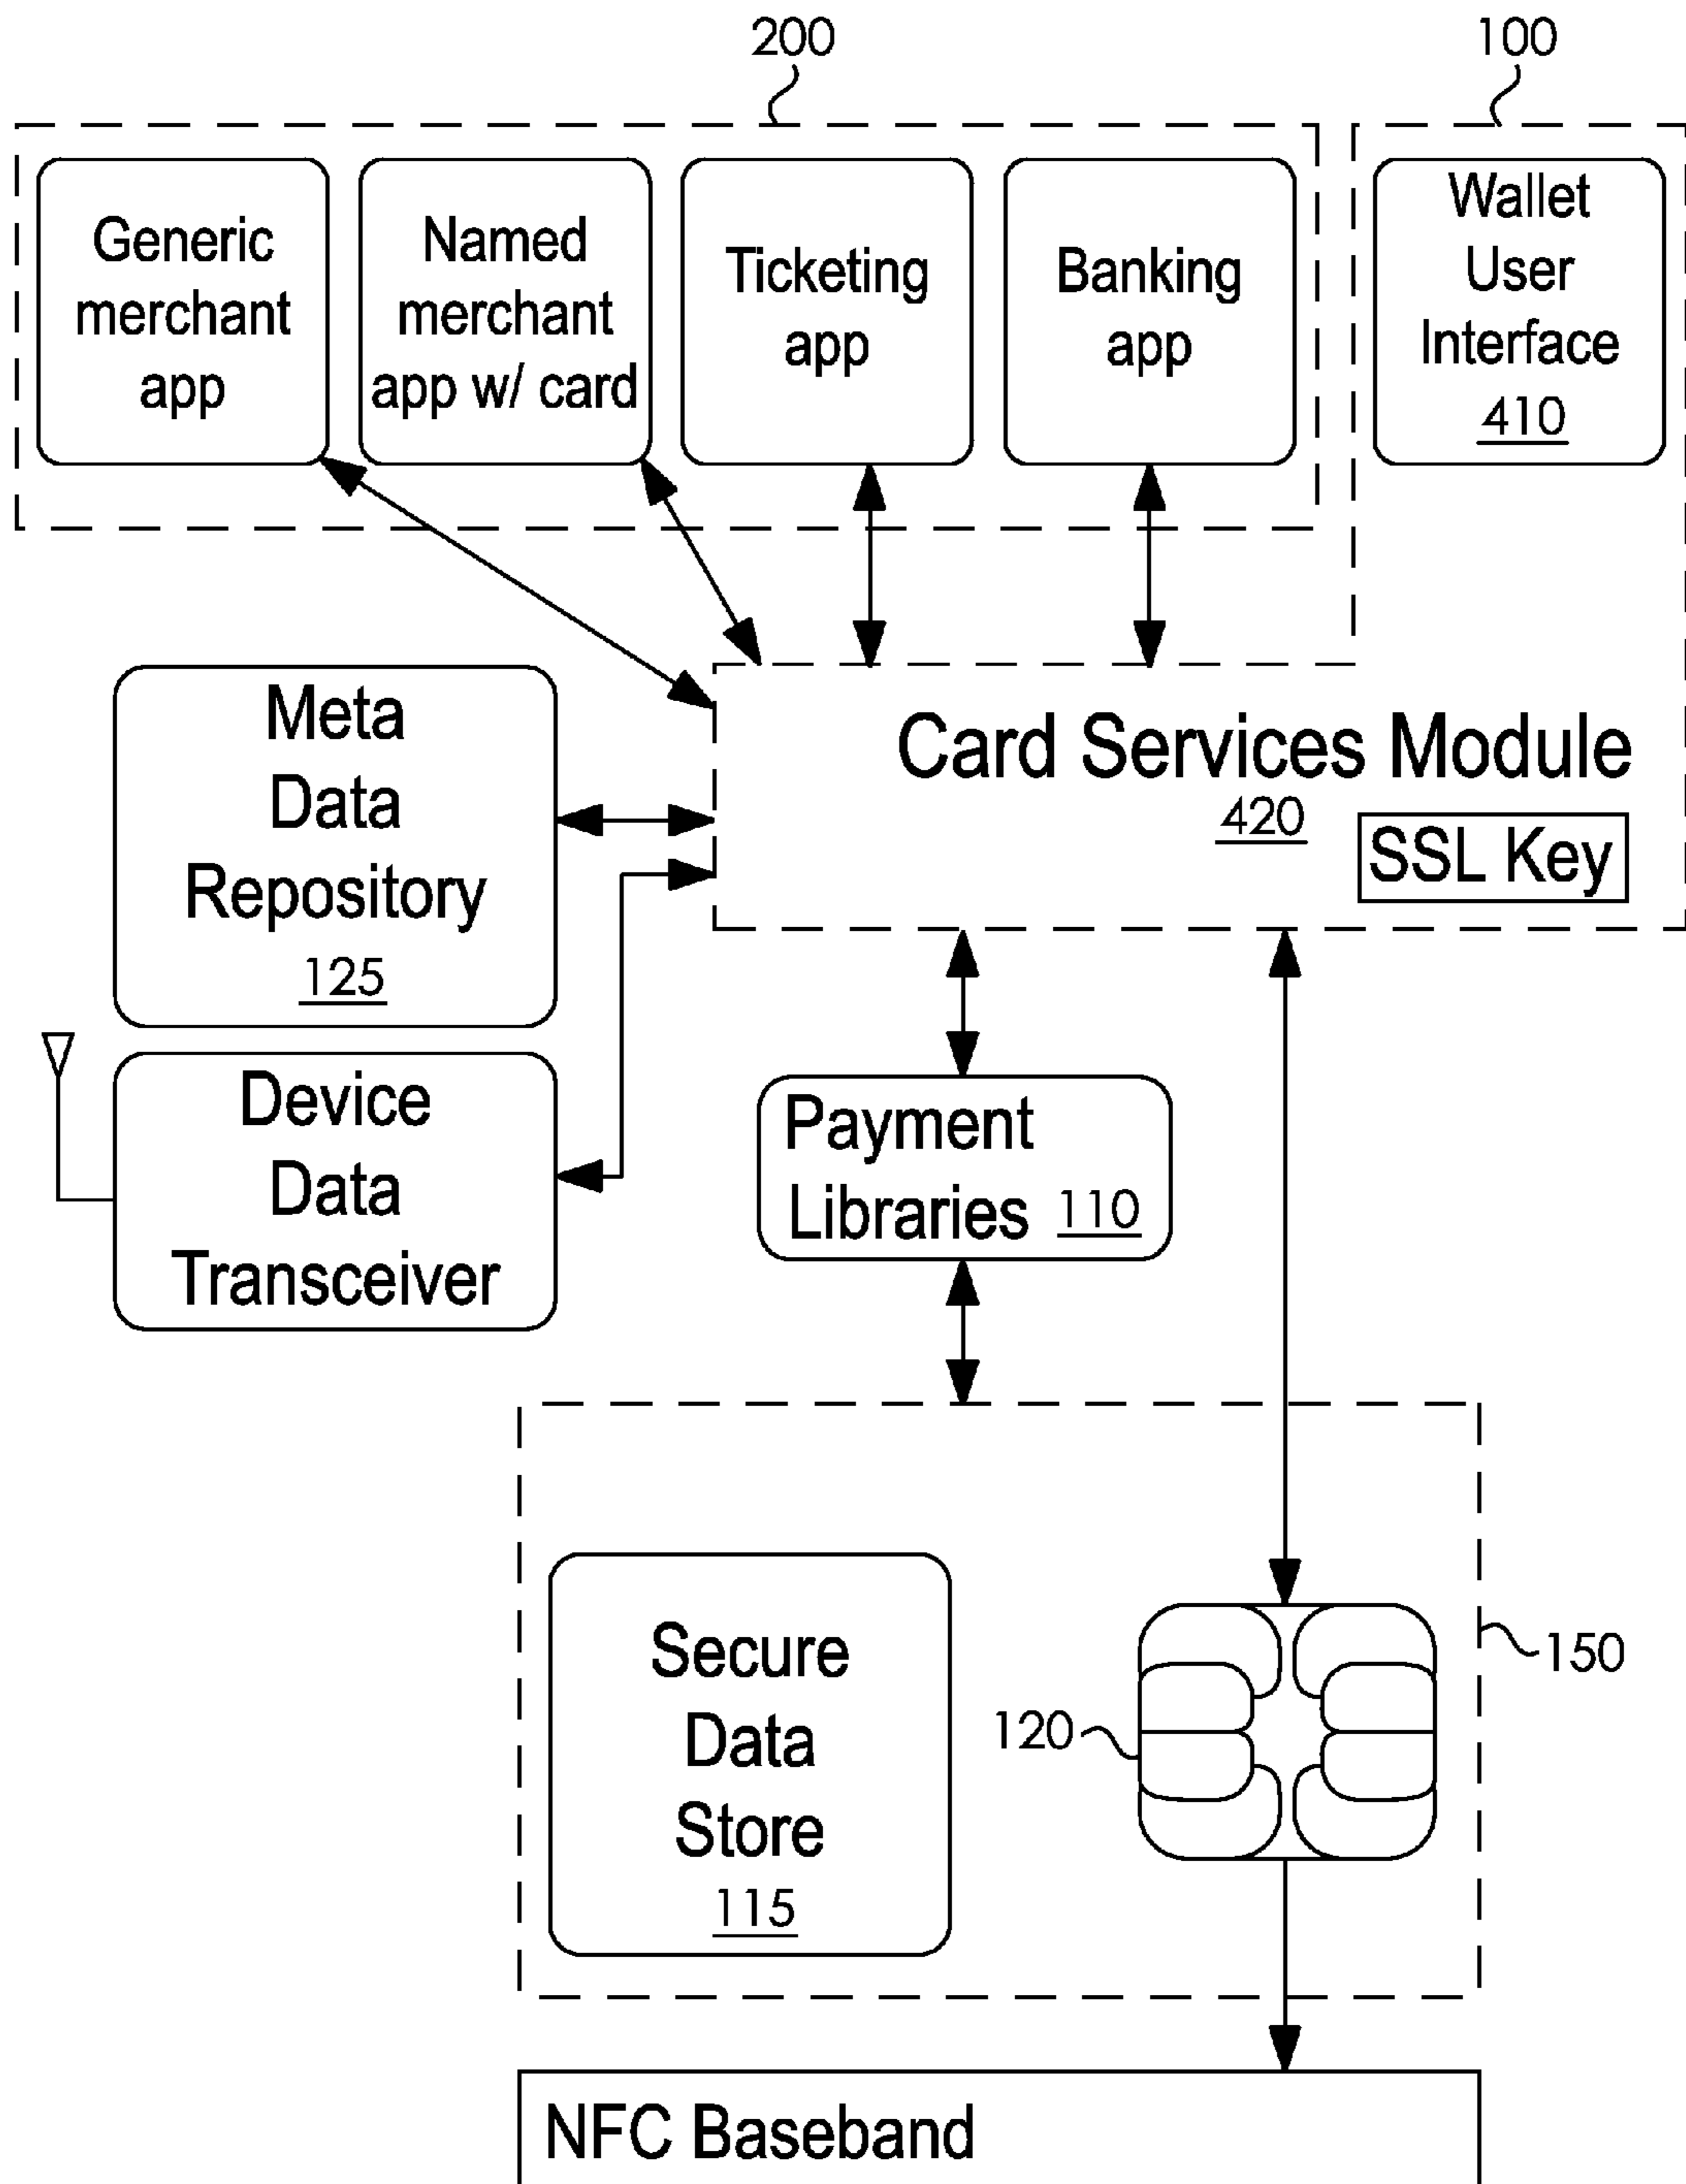 200
100
Generic
merchant
app
Named
merchant
app w/ card
Ticketing
app
Banking
app
Wallet
User
Interface
410
Meta
Data
Repository
125
Card Services Module
420
SSL Key
Device
Data
Transceiver
Payment
Libraries 110
Secure
Data
Store
115
120
150
NFC Baseband